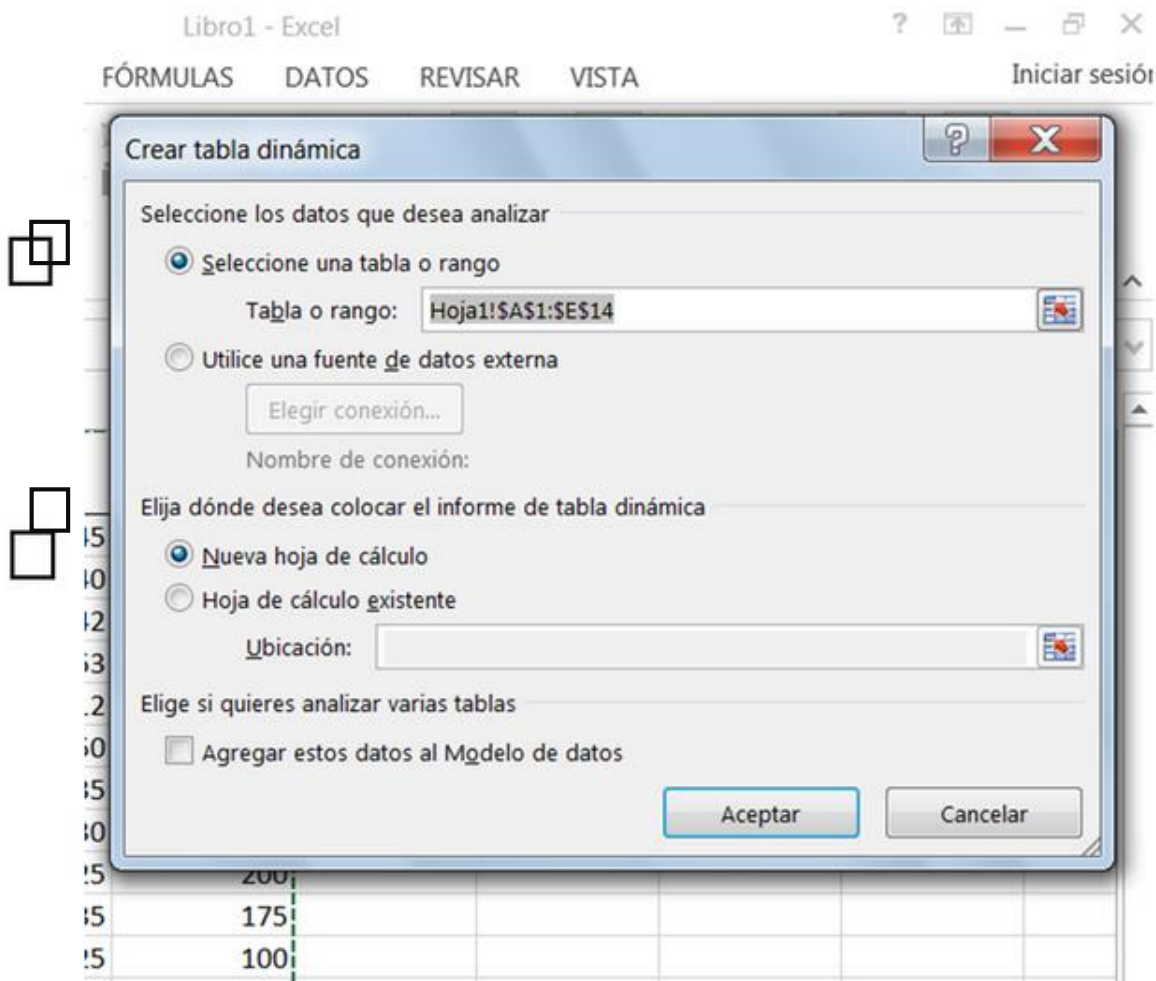 Libro1 - Excel
?
FÓRMULAS DATOS REVISAR VISTA Iniciar sesión
Crear tabla dinámica
Seleccione los datos que desea analizar
Seleccione una tabla o rango
Tabla o rango: Hoja1!$A$1:$E$14
Utilice una fuente de datos externa
Elegir conexión...
Nombre de conexión:
Elija dónde desea colocar el informe de tabla dinámica
Nueva hoja de cálculo
Hoja de cálculo existente
Ubicación:
Elige si quieres analizar varias tablas
Agregar estos datos al Modelo de datos
Aceptar Cancelar
200
175
100